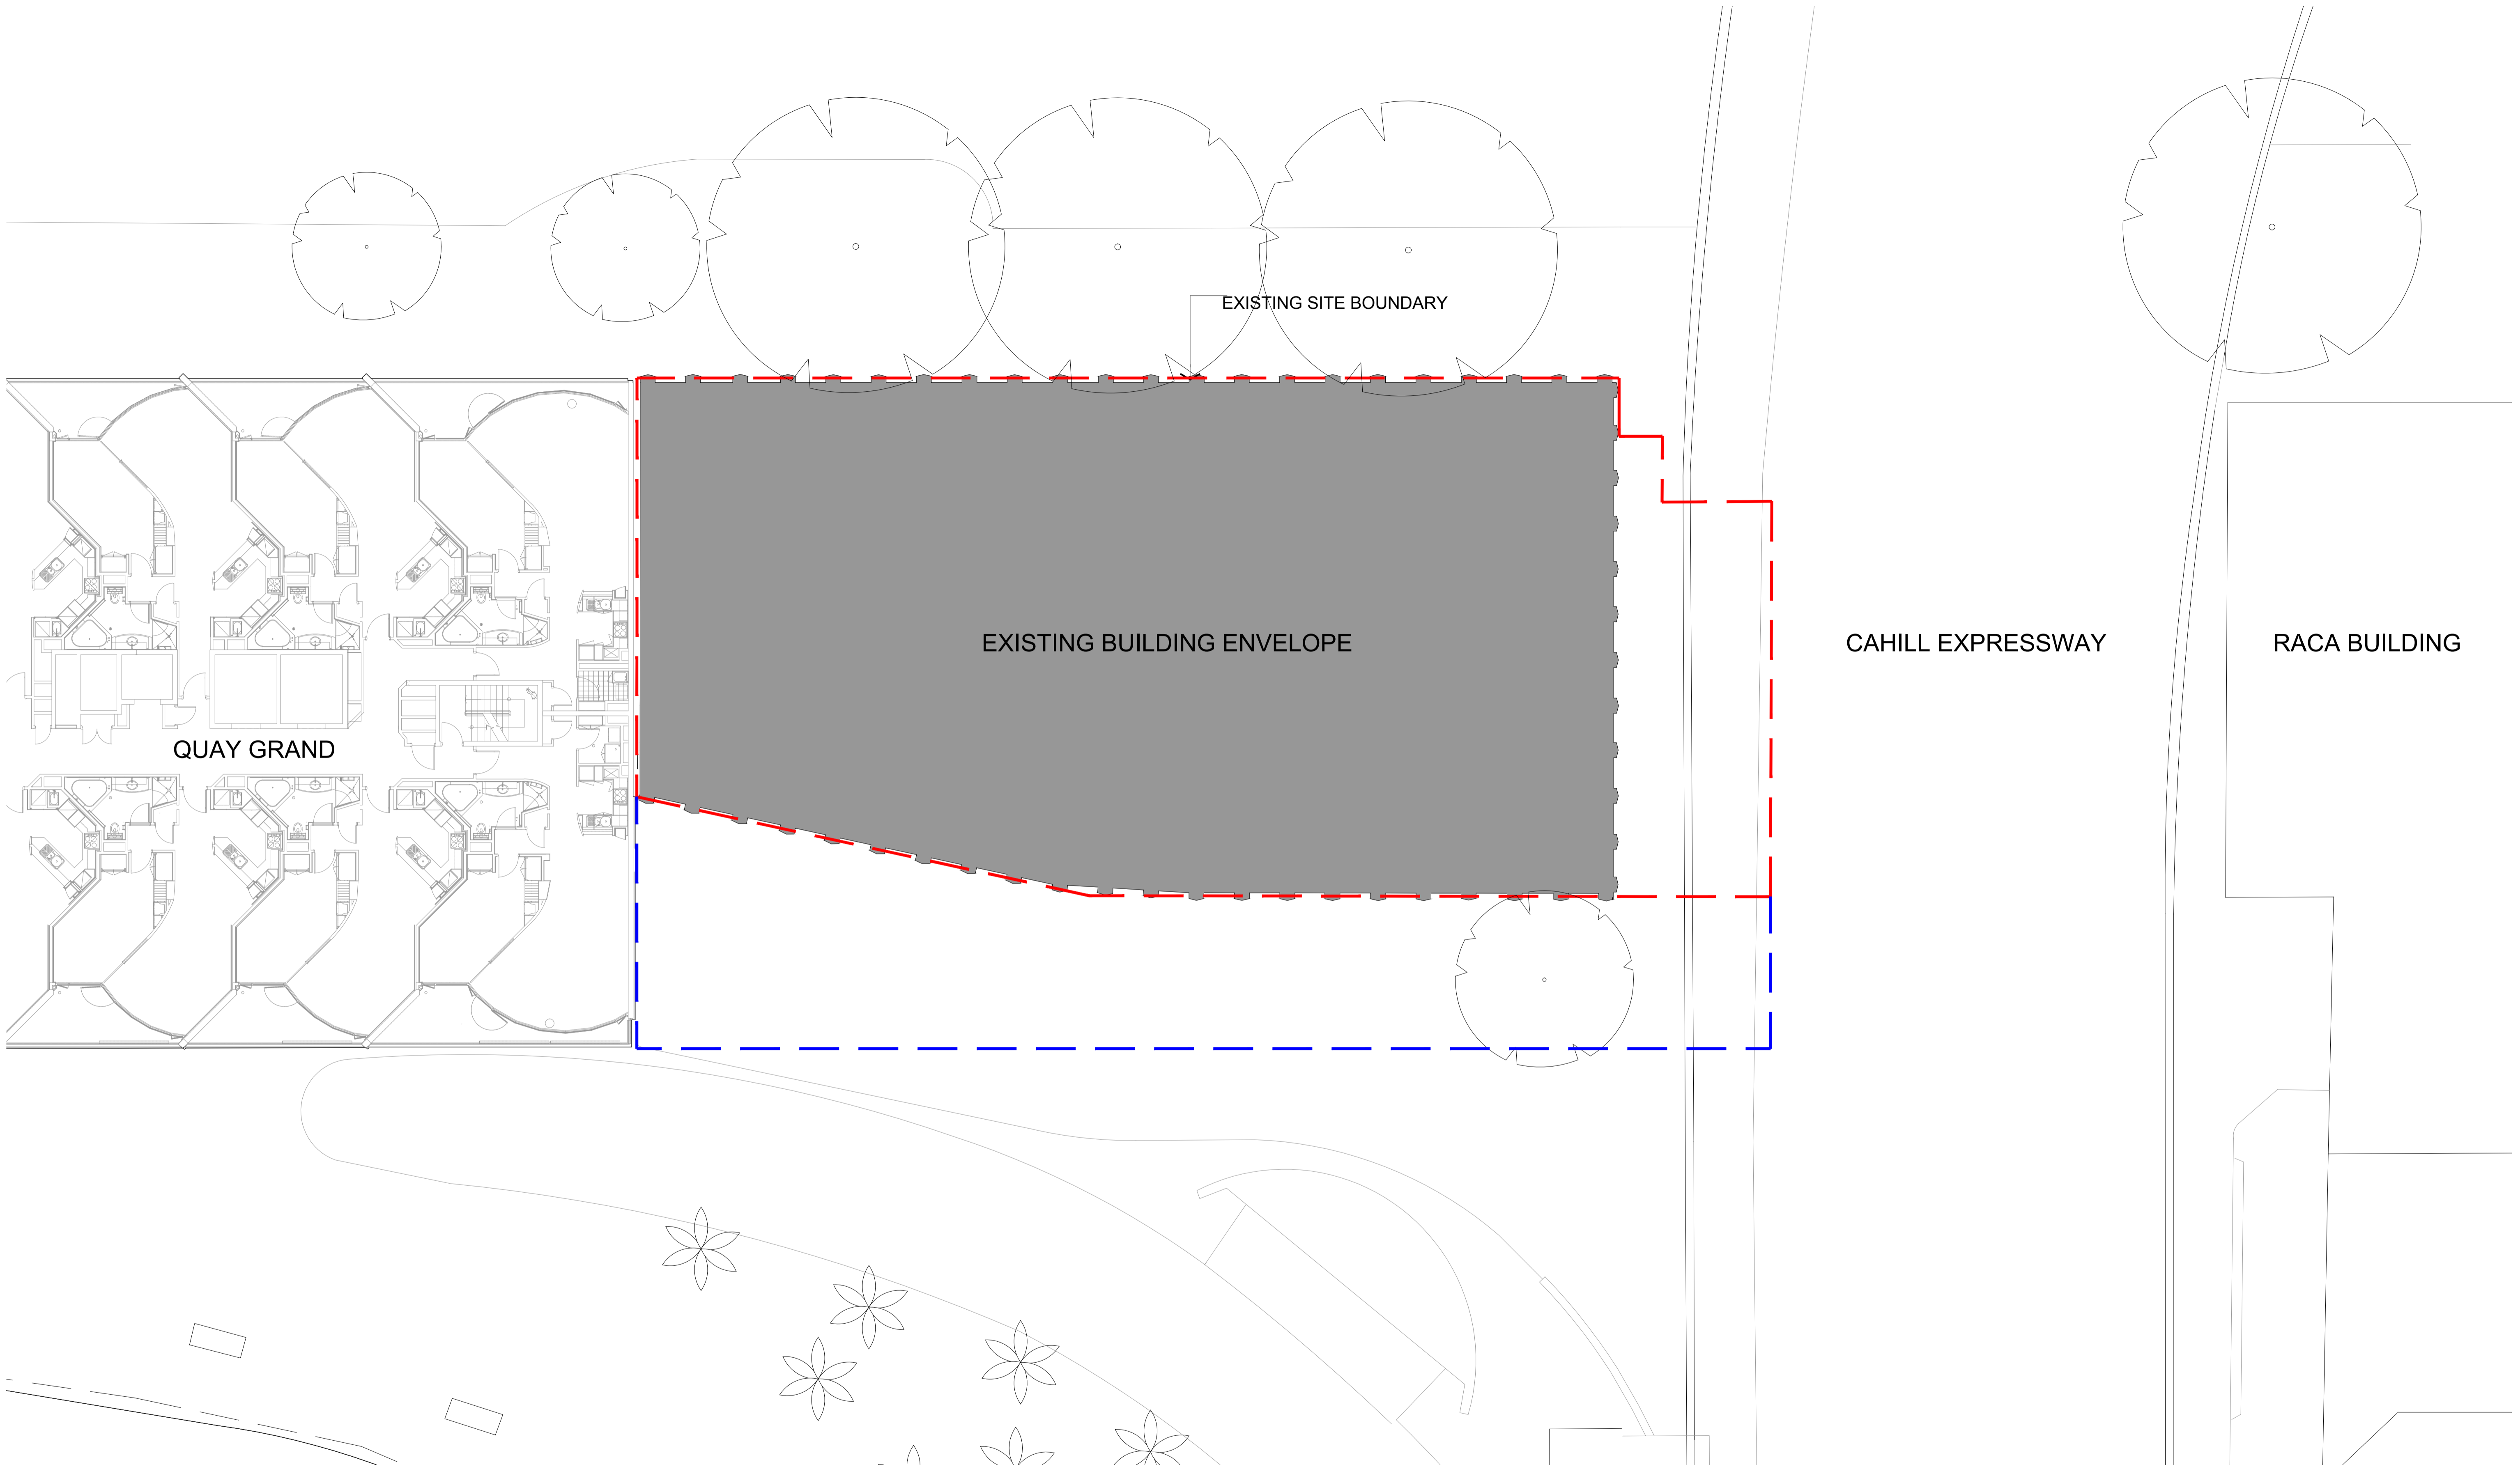 EXISTING SITE BOUNDARY
EXISTING BUILDING ENVELOPE
CAHILL EXPRESSWAY
RACA BUILDING
QUAY GRAND